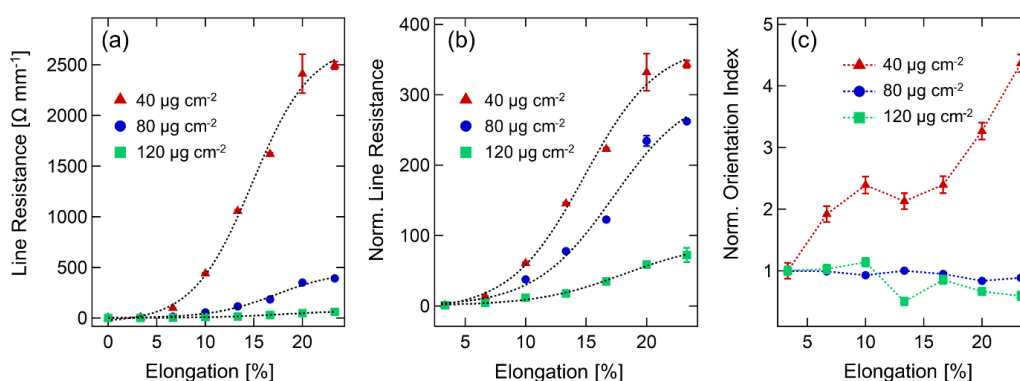 (a)
Line Resistance [Ω mm⁻¹]
2500
2000
1500
1000
500
0
40 µg cm⁻²
80 µg cm⁻²
120 µg cm⁻²
0
5
10
15
20
Elongation [%]
(b)
Norm. Line Resistance
400
300
200
100
0
40 µg cm⁻²
80 µg cm⁻²
120 µg cm⁻²
5
10
15
20
Elongation [%]
(c)
Norm. Orientation Index
5
4
3
2
1
40 µg cm⁻²
80 µg cm⁻²
120 µg cm⁻²
5
10
15
20
Elongation [%]